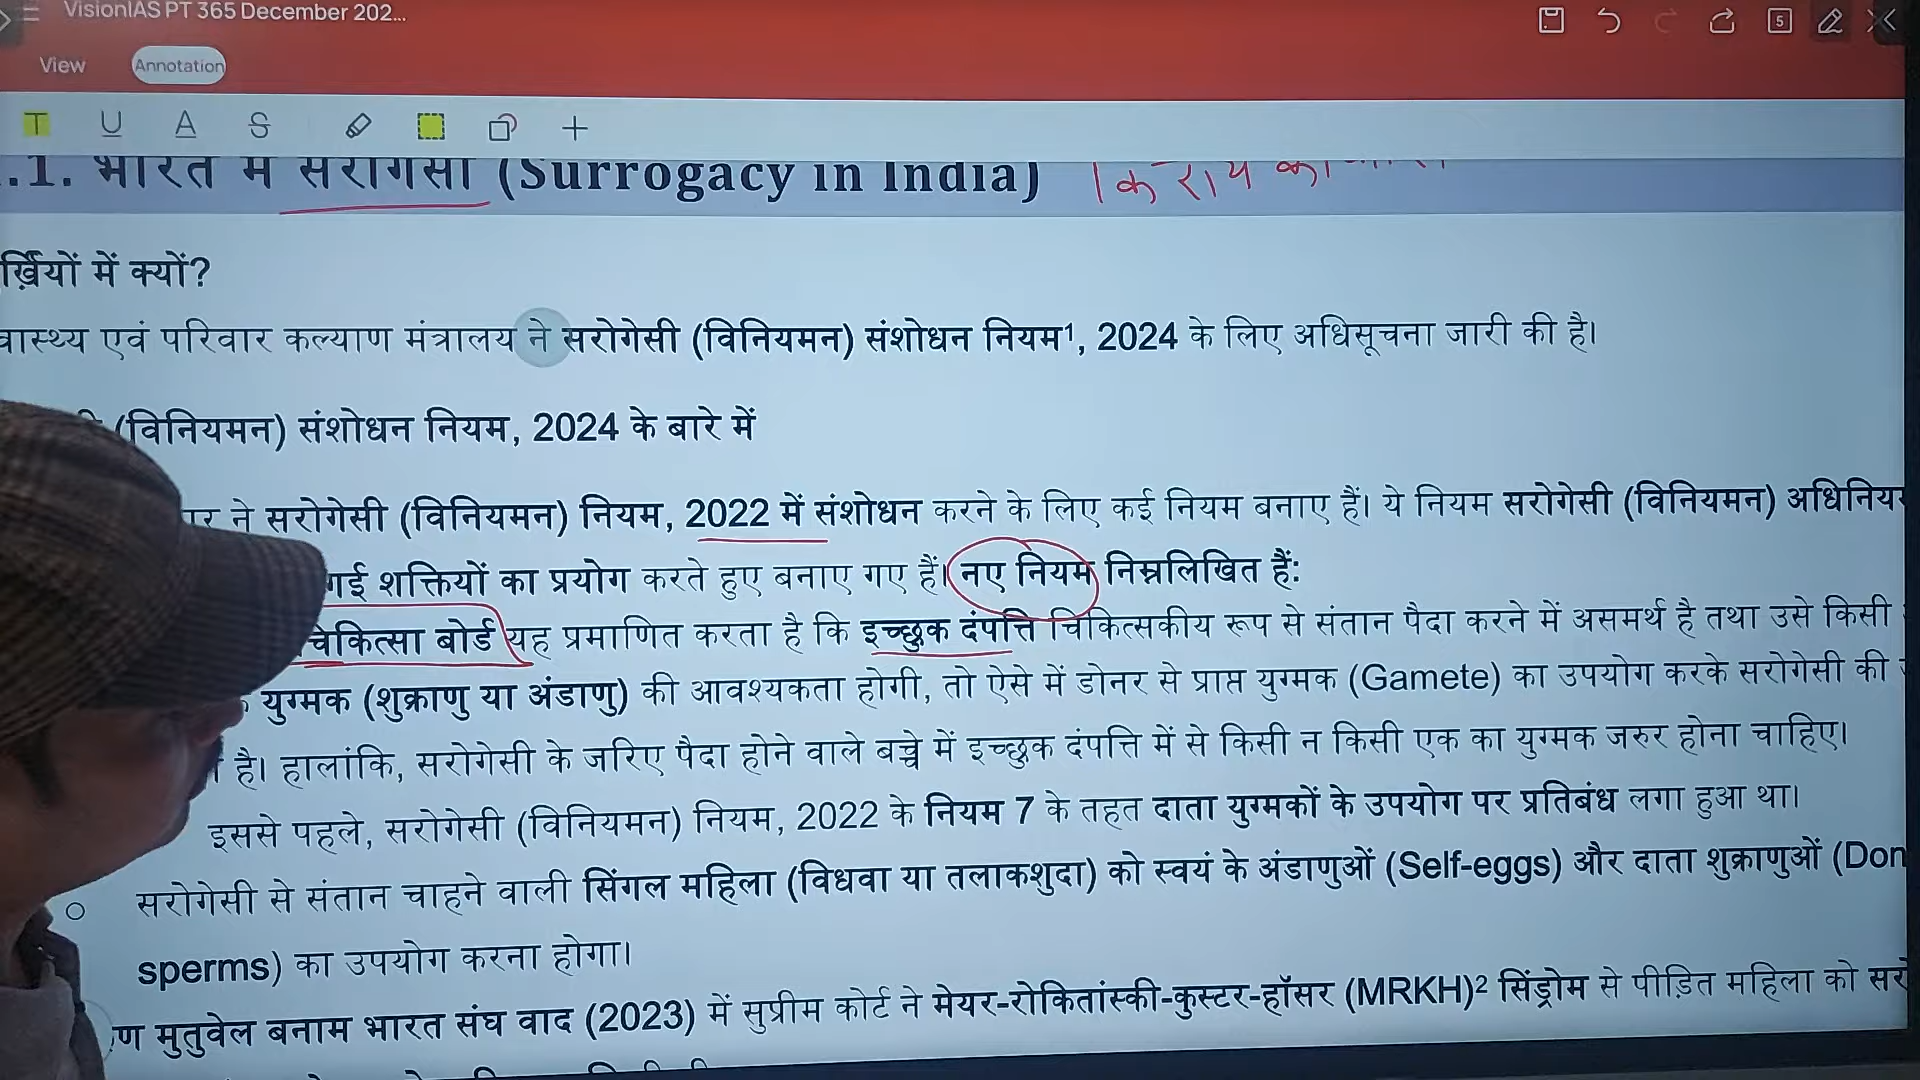 VisionIAS PT 365 December 202...
5
View Annotation
T U A S
.1. भारत में सरोगेसी (Surrogacy in India) किराये का
र्ख़ियों में क्यों?
वास्थ्य एवं परिवार कल्याण मंत्रालय ने सरोगेसी (विनियमन) संशोधन नियम¹, 2024 के लिए अधिसूचना जारी की है।
(विनियमन) संशोधन नियम, 2024 के बारे में
ने सरोगेसी (विनियमन) नियम, 2022 में संशोधन करने के लिए कई नियम बनाए हैं। ये नियम सरोगेसी (विनियमन) अधिनिय
गई शक्तियों का प्रयोग करते हुए बनाए गए हैं। नए नियम निम्नलिखित हैं:
चिकित्सा बोर्ड यह प्रमाणित करता है कि इच्छुक दंपत्ति चिकित्सकीय रूप से संतान पैदा करने में असमर्थ है तथा उसे किसी
युग्मक (शुक्राणु या अंडाणु) की आवश्यकता होगी, तो ऐसे में डोनर से प्राप्त युग्मक (Gamete) का उपयोग करके सरोगेसी की
है। हालांकि, सरोगेसी के जरिए पैदा होने वाले बच्चे में इच्छुक दंपत्ति में से किसी न किसी एक का युग्मक जरुर होना चाहिए।
इससे पहले, सरोगेसी (विनियमन) नियम, 2022 के नियम 7 के तहत दाता युग्मकों के उपयोग पर प्रतिबंध लगा हुआ था।
○ सरोगेसी से संतान चाहने वाली सिंगल महिला (विधवा या तलाकशुदा) को स्वयं के अंडाणुओं (Self-eggs) और दाता शुक्राणुओं (Don
sperms) का उपयोग करना होगा।
ण मुतुवेल बनाम भारत संघ वाद (2023) में सुप्रीम कोर्ट ने मेयर-रोकितांस्की-कुस्टर-हॉसर (MRKH)² सिंड्रोम से पीड़ित महिला को सरो